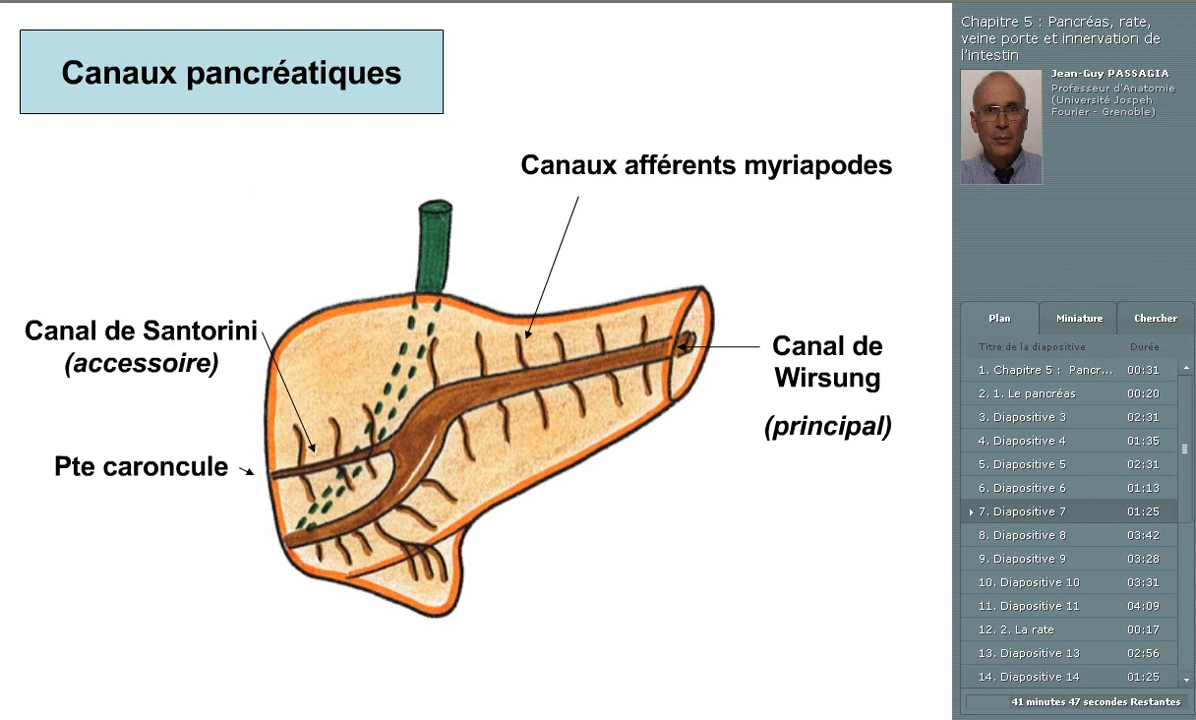 Canaux pancréatiques
Canaux afférents myriapodes
Canal de Santorini
(accessoire)
Canal de
Wirsung
(principal)
Pte caroncule
Chapitre 5 : Pancréas, rate,
veine porte et innervation de
l'intestin
Jean-Guy PASSAGIA
Professeur d'Anatomie
(Université Jospeh
Fourier - Grenoble)
Plan Miniature Chercher
Titre de la diapositive Durée
1. Chapitre 5 : Pancr... 00:31
2. 1. Le pancréas 00:20
3. Diapositive 3 02:31
4. Diapositive 4 01:35
5. Diapositive 5 02:31
6. Diapositive 6 01:13
7. Diapositive 7 01:25
8. Diapositive 8 03:42
9. Diapositive 9 03:28
10. Diapositive 10 03:31
11. Diapositive 11 04:09
12. 2. La rate 00:17
13. Diapositive 13 02:56
14. Diapositive 14 01:25
41 minutes 47 secondes Restantes